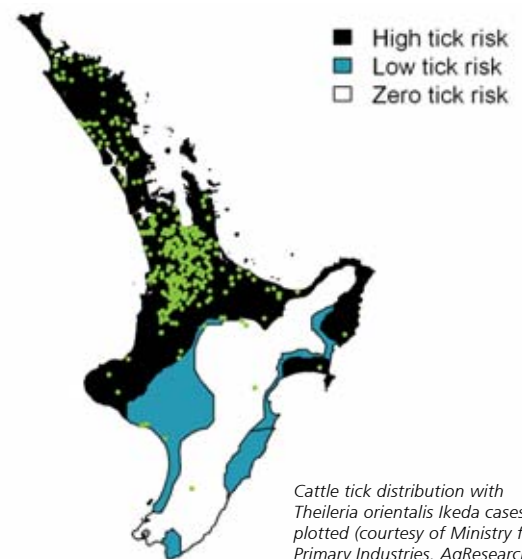 High tick risk
Low tick risk
Zero tick risk
Cattle tick distribution with
Theileria orientalis Ikeda cases
plotted (courtesy of Ministry f
Primary Industries, AgResearch